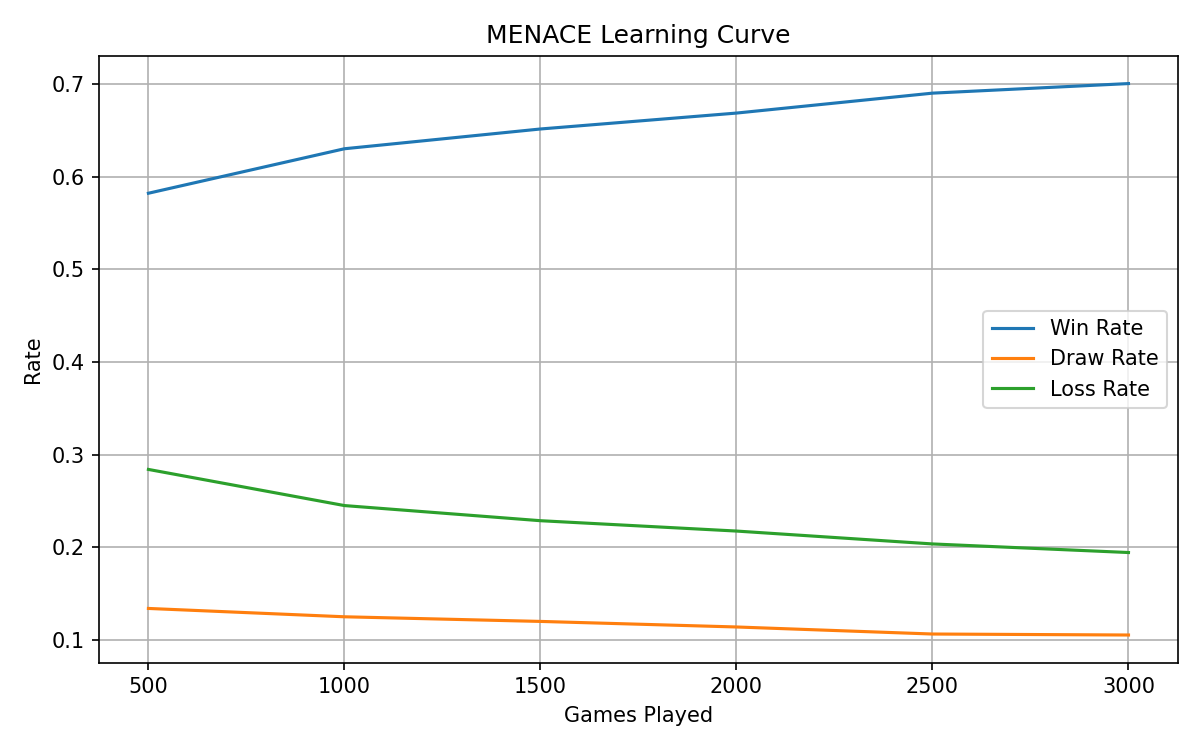 MENACE Learning Curve
0.7
0.6
0.5
0.4
0.3
0.2
0.1
Rate
Win Rate
Draw Rate
Loss Rate
500 1000 1500 2000 2500 3000
Games Played